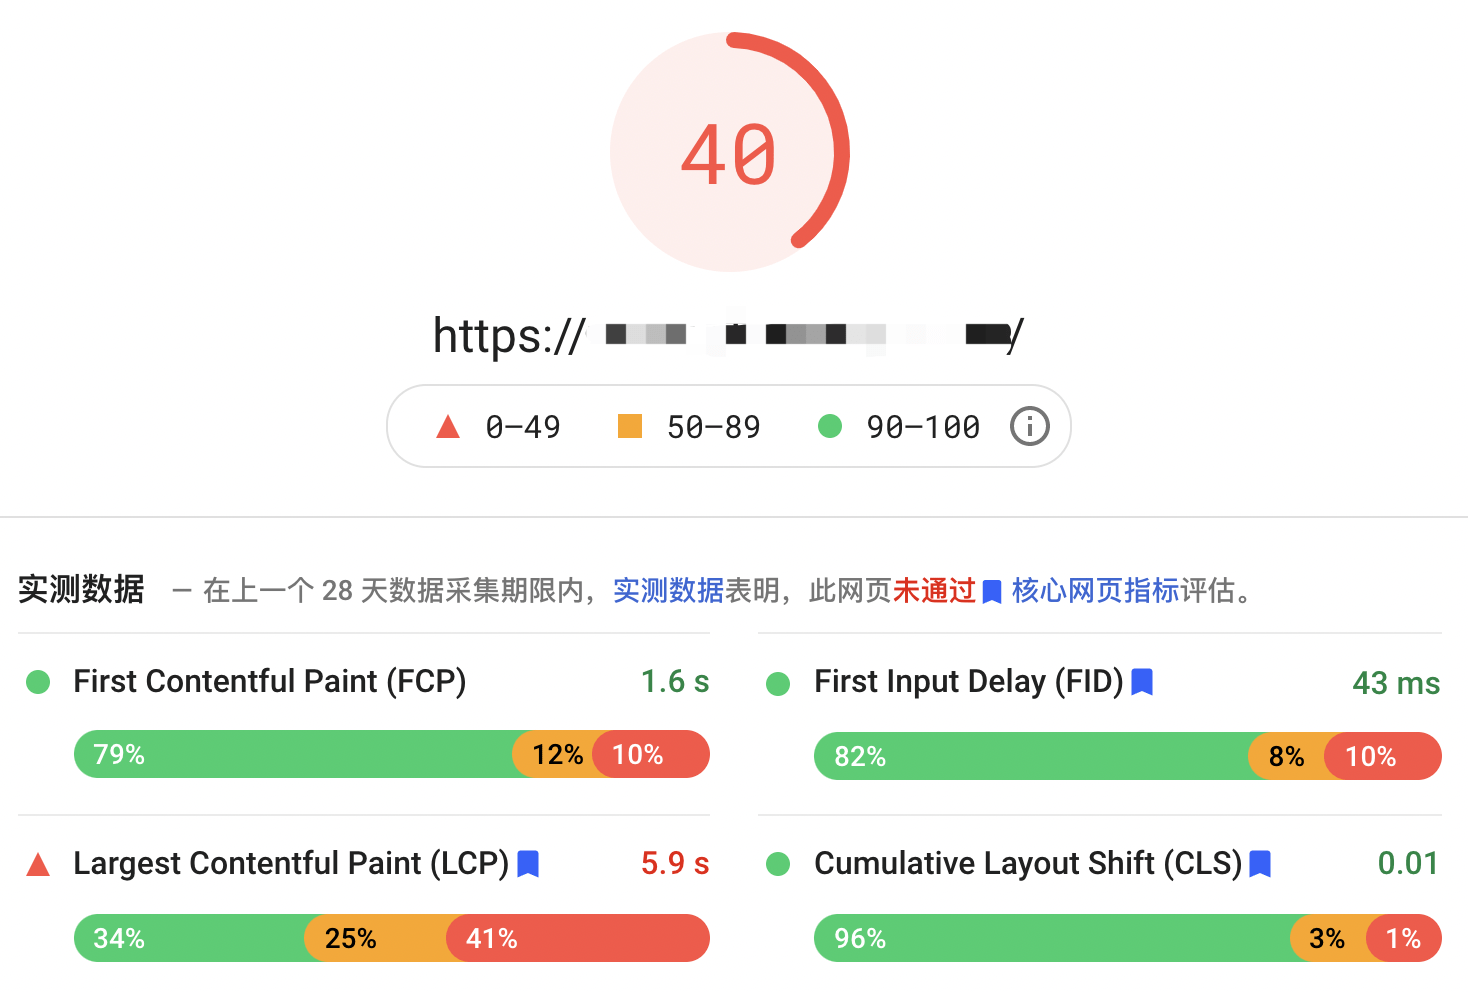 40
https:// /
0–49 50–89 90–100
实测数据 — 在上一个 28 天数据采集期限内，实测数据表明，此网页未通过 核心网页指标评估。
First Contentful Paint (FCP) 1.6 s
79% 12% 10%
First Input Delay (FID) 43 ms
82% 8% 10%
Largest Contentful Paint (LCP) 5.9 s
34% 25% 41%
Cumulative Layout Shift (CLS) 0.01
96% 3% 1%